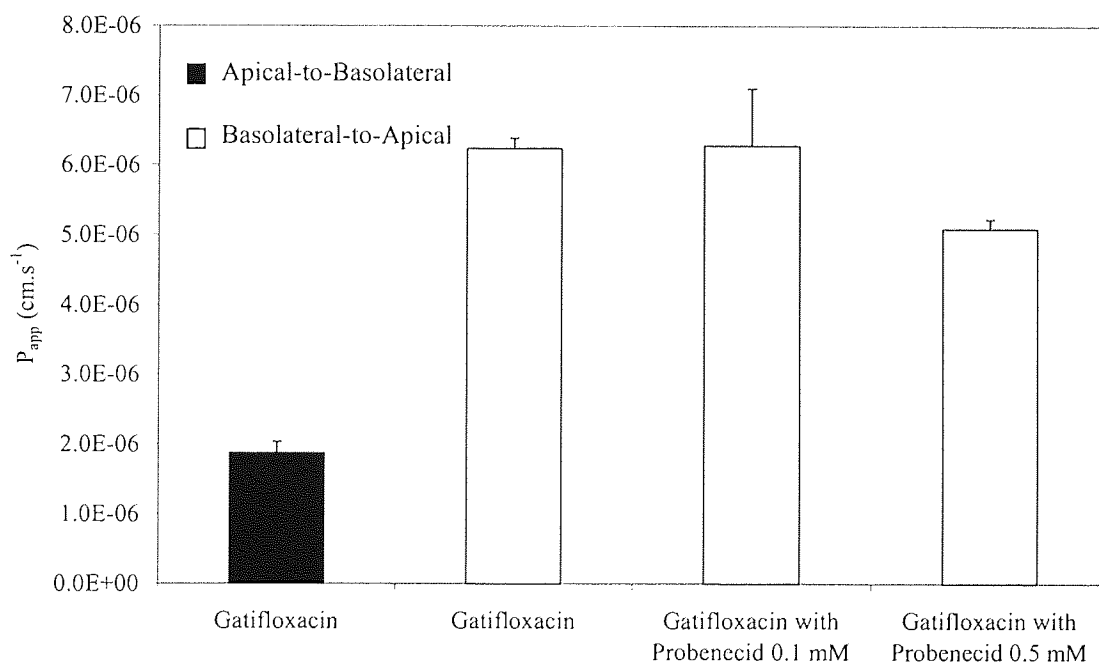 8.0E-06
7.0E-06
6.0E-06
5.0E-06
4.0E-06
3.0E-06
2.0E-06
1.0E-06
0.0E+00
Papp (cm.s-1)
Apical-to-Basolateral
Basolateral-to-Apical
Gatifloxacin
Gatifloxacin
Gatifloxacin with
Probenecid 0.1 mM
Gatifloxacin with
Probenecid 0.5 mM